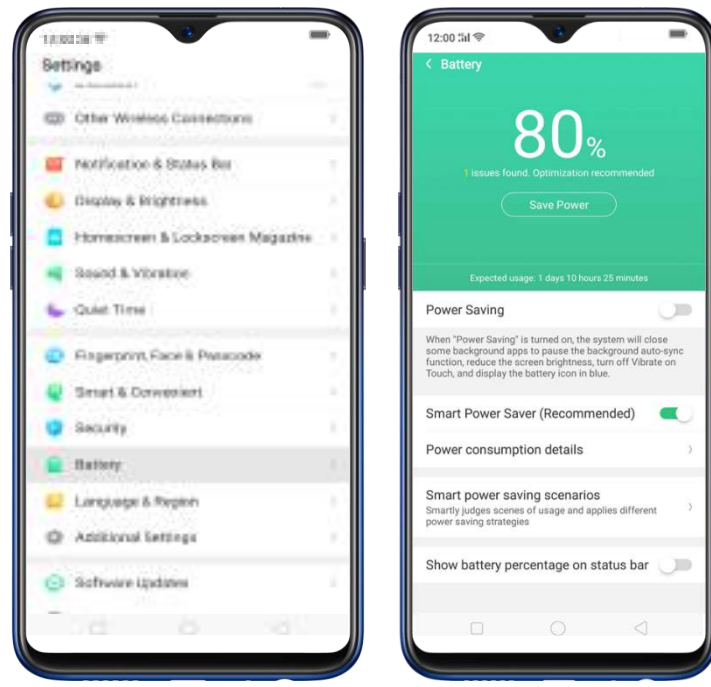 Settings
Other Wireless Connections
Notification & Status Bar
Display & Brightness
Homescreen & Lockscreen Magazine
Sound & Vibration
Quiet Time
Fingerprint, Face & Passcode
Smart & Convenient
Security
Battery
Language & Region
Additional Settings
Software Updates
12:00
Battery
80%
1 issues found. Optimization recommended
Save Power
Expected usage: 1 days 10 hours 25 minutes
Power Saving
When "Power Saving" is turned on, the system will close
some background apps to pause the background auto-sync
function, reduce the screen brightness, turn off Vibrate on
Touch, and display the battery icon in blue.
Smart Power Saver (Recommended)
Power consumption details
Smart power saving scenarios
Smartly judges scenes of usage and applies different
power saving strategies
Show battery percentage on status bar